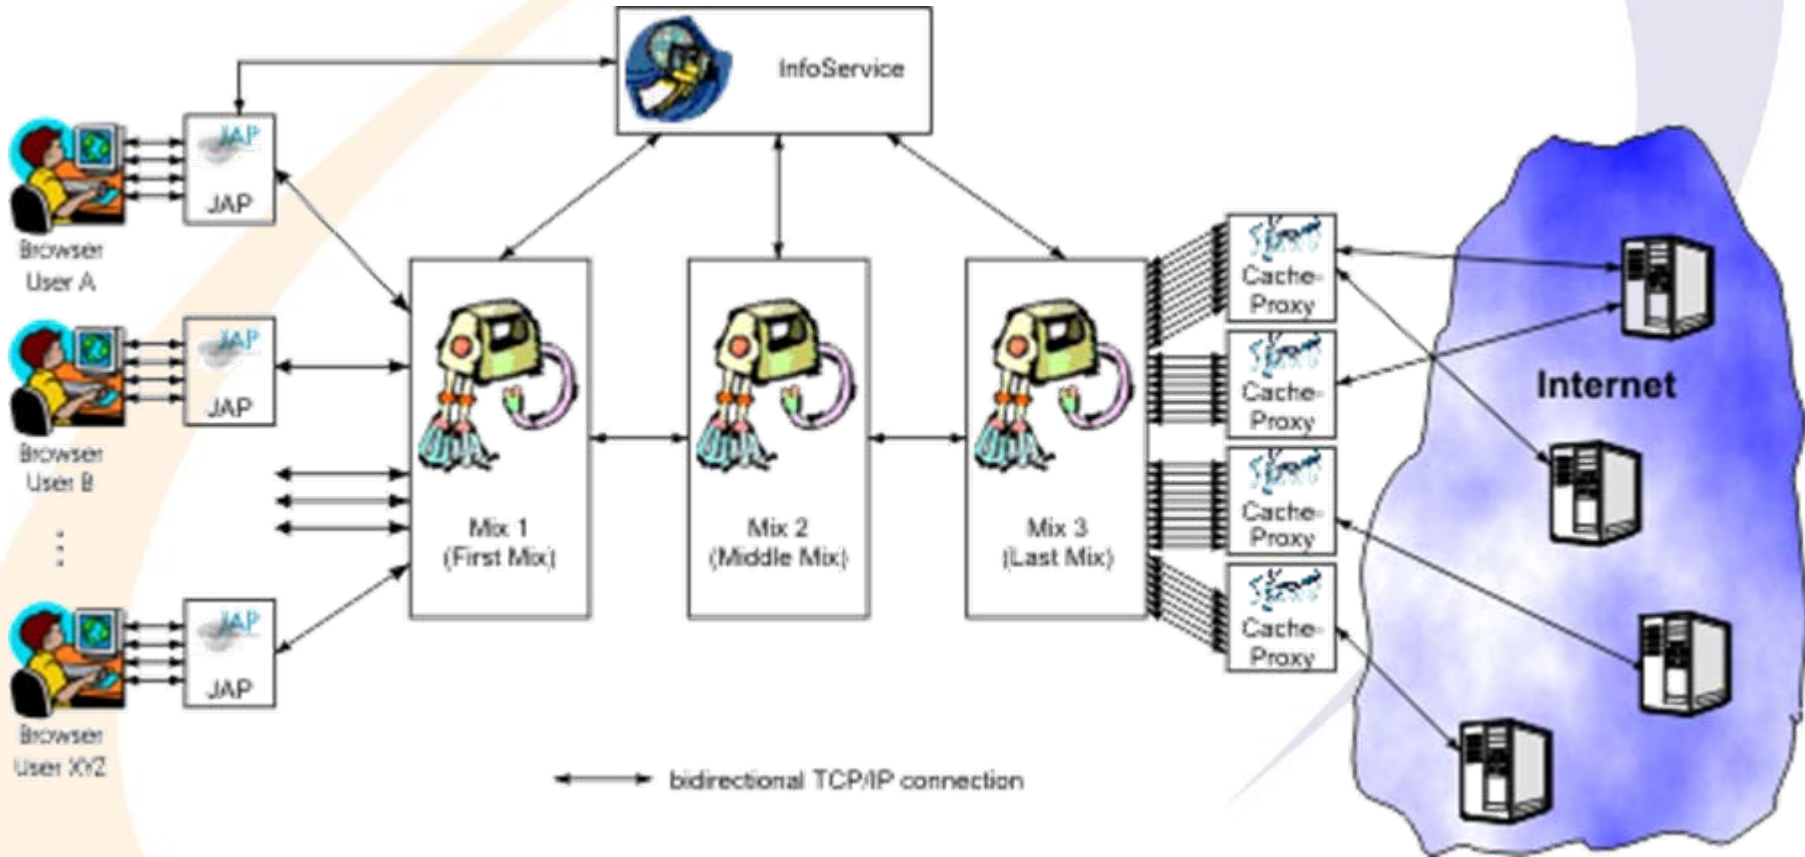 InfoService
JAP
JAP
Browser
User A
JAP
JAP
Browser
User B
JAP
JAP
Browser
User XYZ
Mix 1
(First Mix)
Mix 2
(Middle Mix)
Mix 3
(Last Mix)
Cache-
Proxy
Cache-
Proxy
Cache-
Proxy
Cache-
Proxy
Internet
bidirectional TCP/IP connection